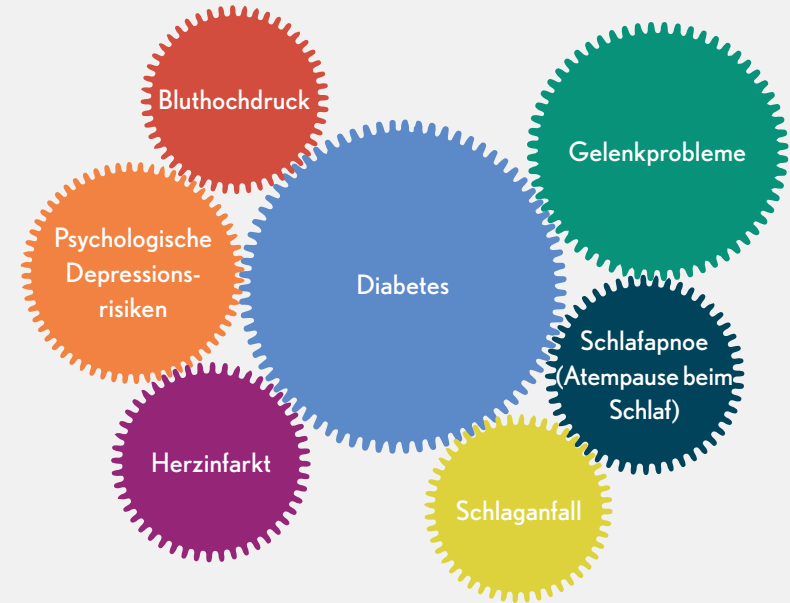 Bluthochdruck
Gelenkprobleme
Psychologische
Depressions-
risiken
Diabetes
Schlafapnoe
(Atempause beim
Schlaf)
Herzinfarkt
Schlaganfall